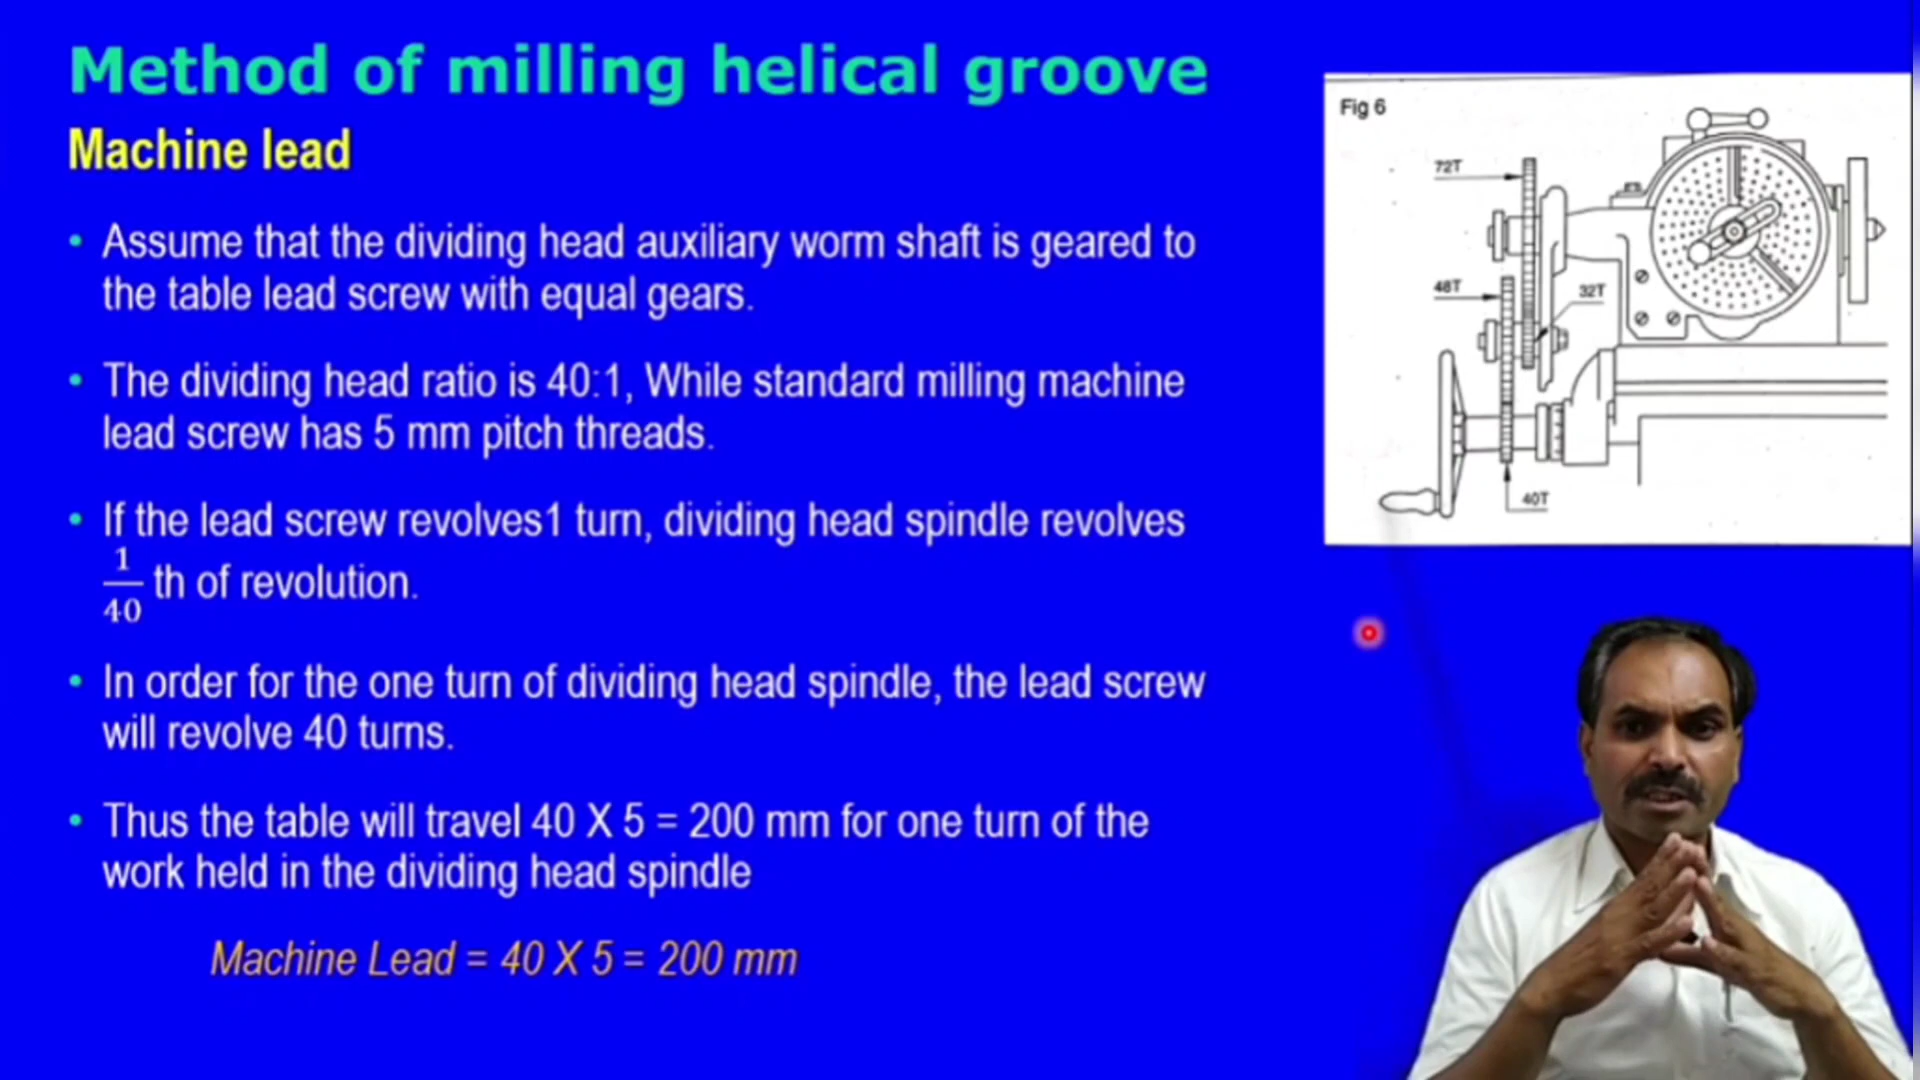 Method of milling helical groove
Machine lead
• Assume that the dividing head auxiliary worm shaft is geared to
the table lead screw with equal gears.
• The dividing head ratio is 40:1, While standard milling machine
lead screw has 5 mm pitch threads.
• If the lead screw revolves1 turn, dividing head spindle revolves
1/40 th of revolution.
• In order for the one turn of dividing head spindle, the lead screw
will revolve 40 turns.
• Thus the table will travel 40 X 5 = 200 mm for one turn of the
work held in the dividing head spindle
Machine Lead = 40 X 5 = 200 mm
Fig 6
72T
48T
32T
40T